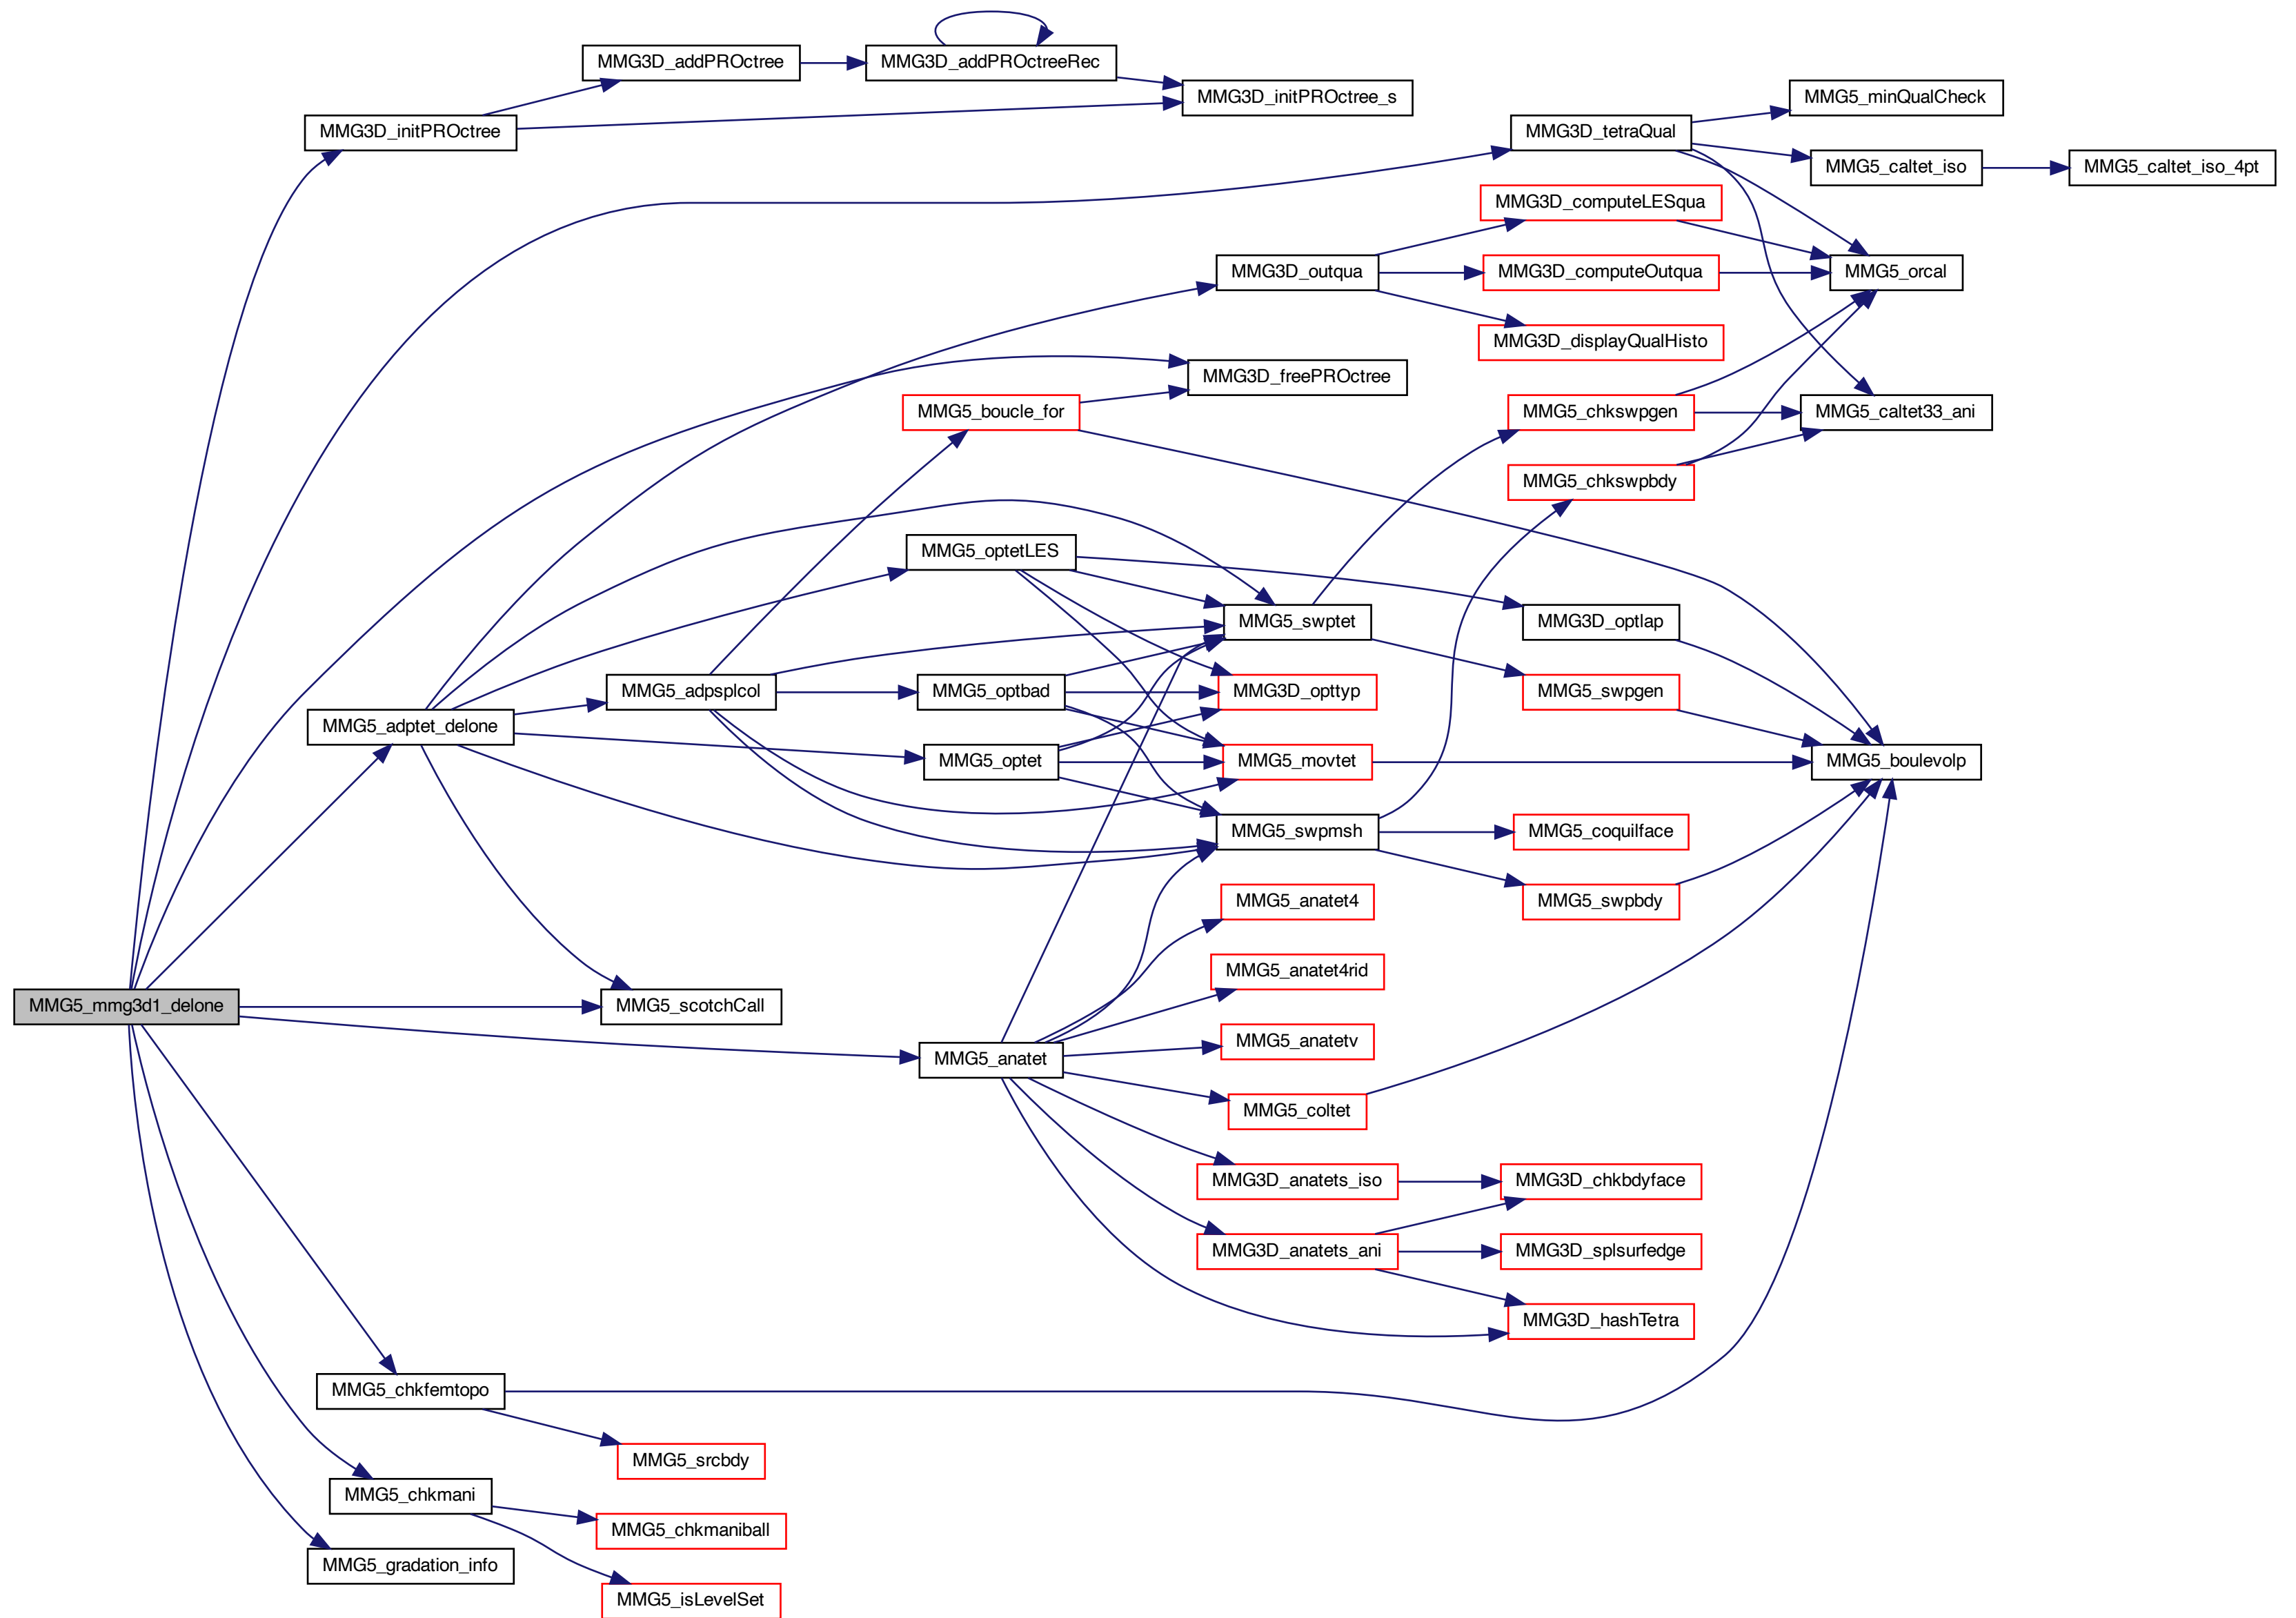 MMG3D_addPROctree
MMG3D_addPROctreeRec
MMG3D_initPROctree_s
MMG5_minQualCheck
MMG3D_initPROctree
MMG3D_tetraQual
MMG5_caltet_iso
MMG5_caltet_iso_4pt
MMG3D_computeLESqua
MMG3D_outqua
MMG3D_computeOutqua
MMG5_orcal
MMG3D_displayQualHisto
MMG3D_freePROctree
MMG5_boucle_for
MMG5_chkswpgen
MMG5_caltet33_ani
MMG5_chkswpbdy
MMG5_optetLES
MMG5_swptet
MMG3D_optlap
MMG5_adpsplcol
MMG5_optbad
MMG3D_opttyp
MMG5_swpgen
MMG5_adptet_delone
MMG5_optet
MMG5_movtet
MMG5_boulevolp
MMG5_swpmsh
MMG5_coquilface
MMG5_anatet4
MMG5_swpbdy
MMG5_anatet4rid
MMG5_mmg3d1_delone
MMG5_scotchCall
MMG5_anatetv
MMG5_anatet
MMG5_coltet
MMG3D_anatets_iso
MMG3D_chkbdyface
MMG3D_anatets_ani
MMG3D_splsurfedge
MMG3D_hashTetra
MMG5_chkfemtopo
MMG5_srcbdy
MMG5_chkmani
MMG5_chkmaniball
MMG5_gradation_info
MMG5_isLevelSet